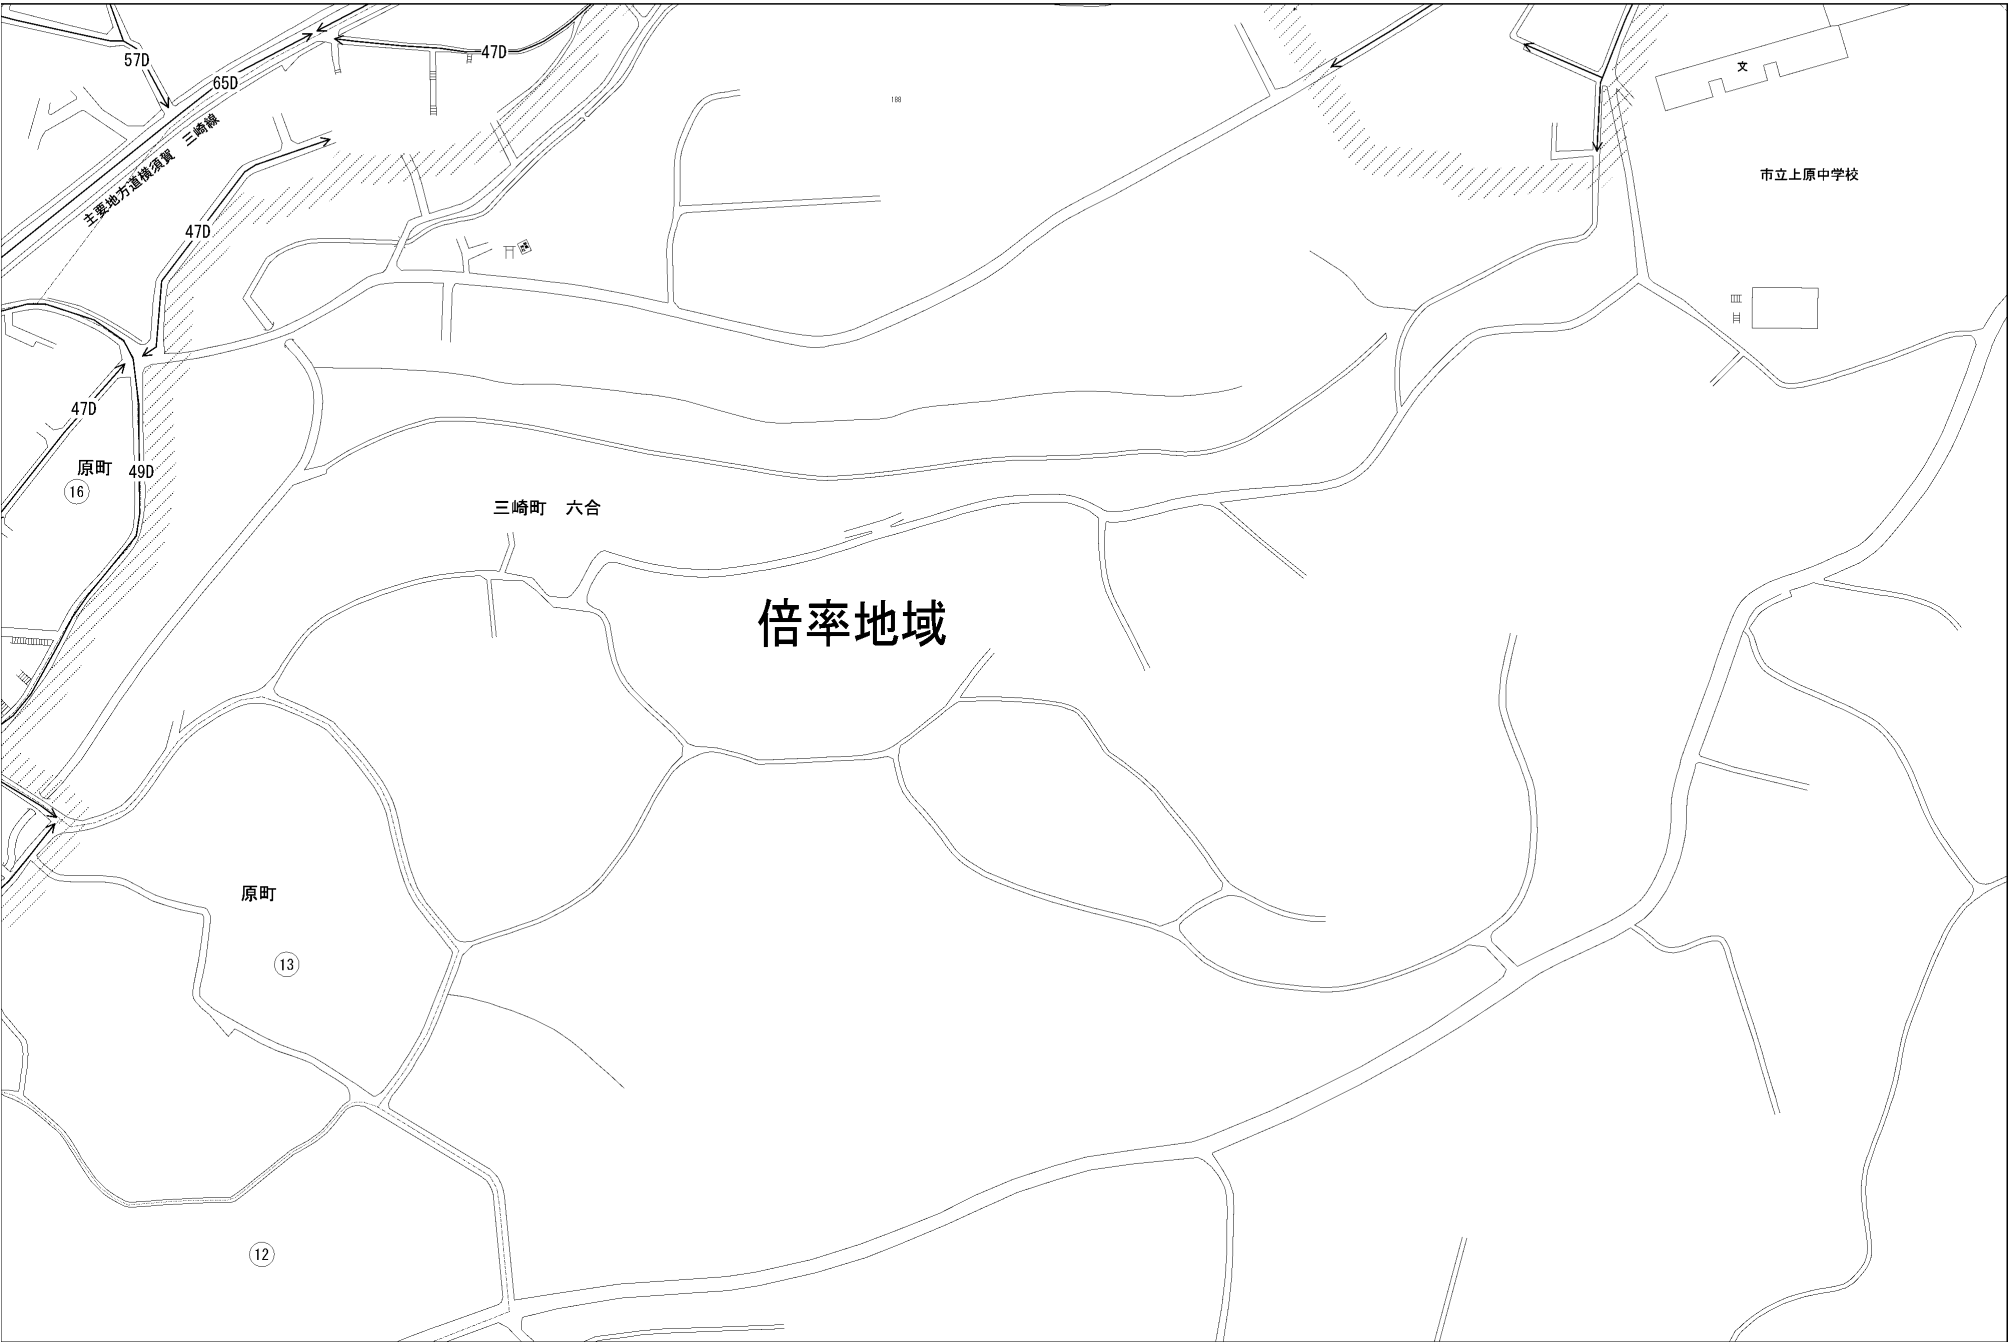 57D
65D
47D
主要地方道横須賀　三崎線
188
文
市立上原中学校
47D
47D
49D
原町
16
三崎町　六合
倍率地域
原町
13
12